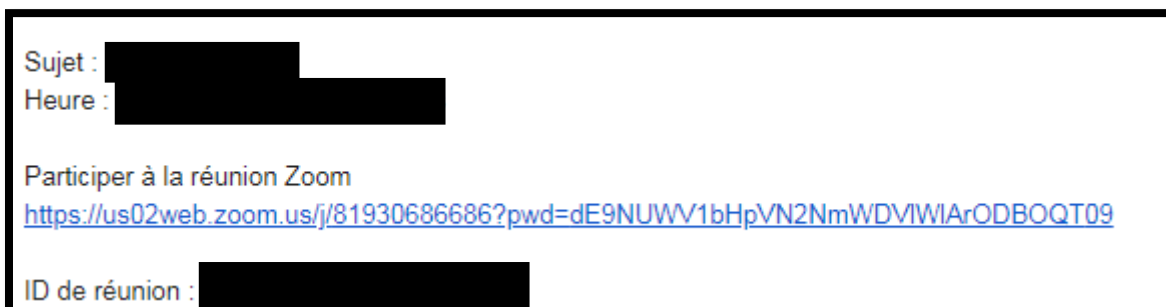 Sujet :
Heure :
Participer à la réunion Zoom
https://us02web.zoom.us/j/81930686686?pwd=dE9NUWV1bHpVN2NmWDVlWlArODBOQT09
ID de réunion :